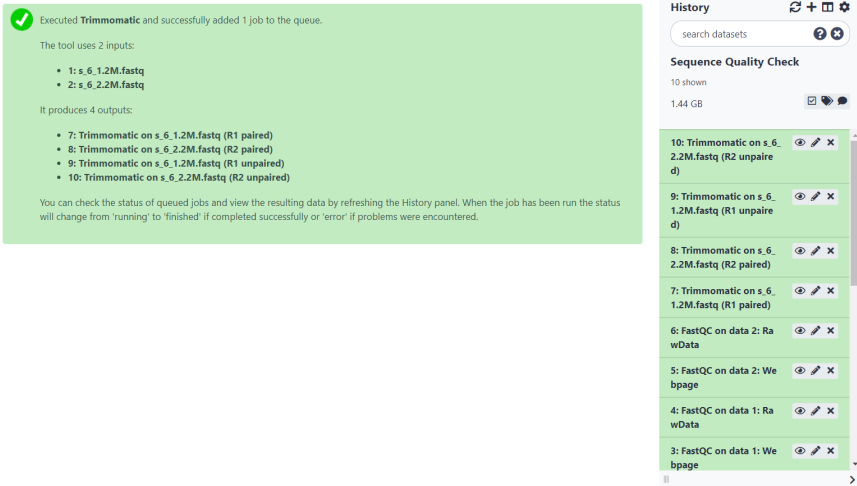 Executed Trimmomatic and successfully added 1 job to the queue.
The tool uses 2 inputs:
• 1: s_6_1.2M.fastq
• 2: s_6_2.2M.fastq
It produces 4 outputs:
• 7: Trimmomatic on s_6_1.2M.fastq (R1 paired)
• 8: Trimmomatic on s_6_2.2M.fastq (R2 paired)
• 9: Trimmomatic on s_6_1.2M.fastq (R1 unpaired)
• 10: Trimmomatic on s_6_2.2M.fastq (R2 unpaired)
You can check the status of queued jobs and view the resulting data by refreshing the History panel. When the job has been run the status
will change from 'running' to 'finished' if completed successfully or 'error' if problems were encountered.
History
search datasets
Sequence Quality Check
10 shown
1.44 GB
10: Trimmomatic on s_6_
2.2M.fastq (R2 unpaire
d)
9: Trimmomatic on s_6_
1.2M.fastq (R1 unpaire
d)
8: Trimmomatic on s_6_
2.2M.fastq (R2 paired)
7: Trimmomatic on s_6_
1.2M.fastq (R1 paired)
6: FastQC on data 2: Ra
wData
5: FastQC on data 2: We
bpage
4: FastQC on data 1: Ra
wData
3: FastQC on data 1: We
bpage